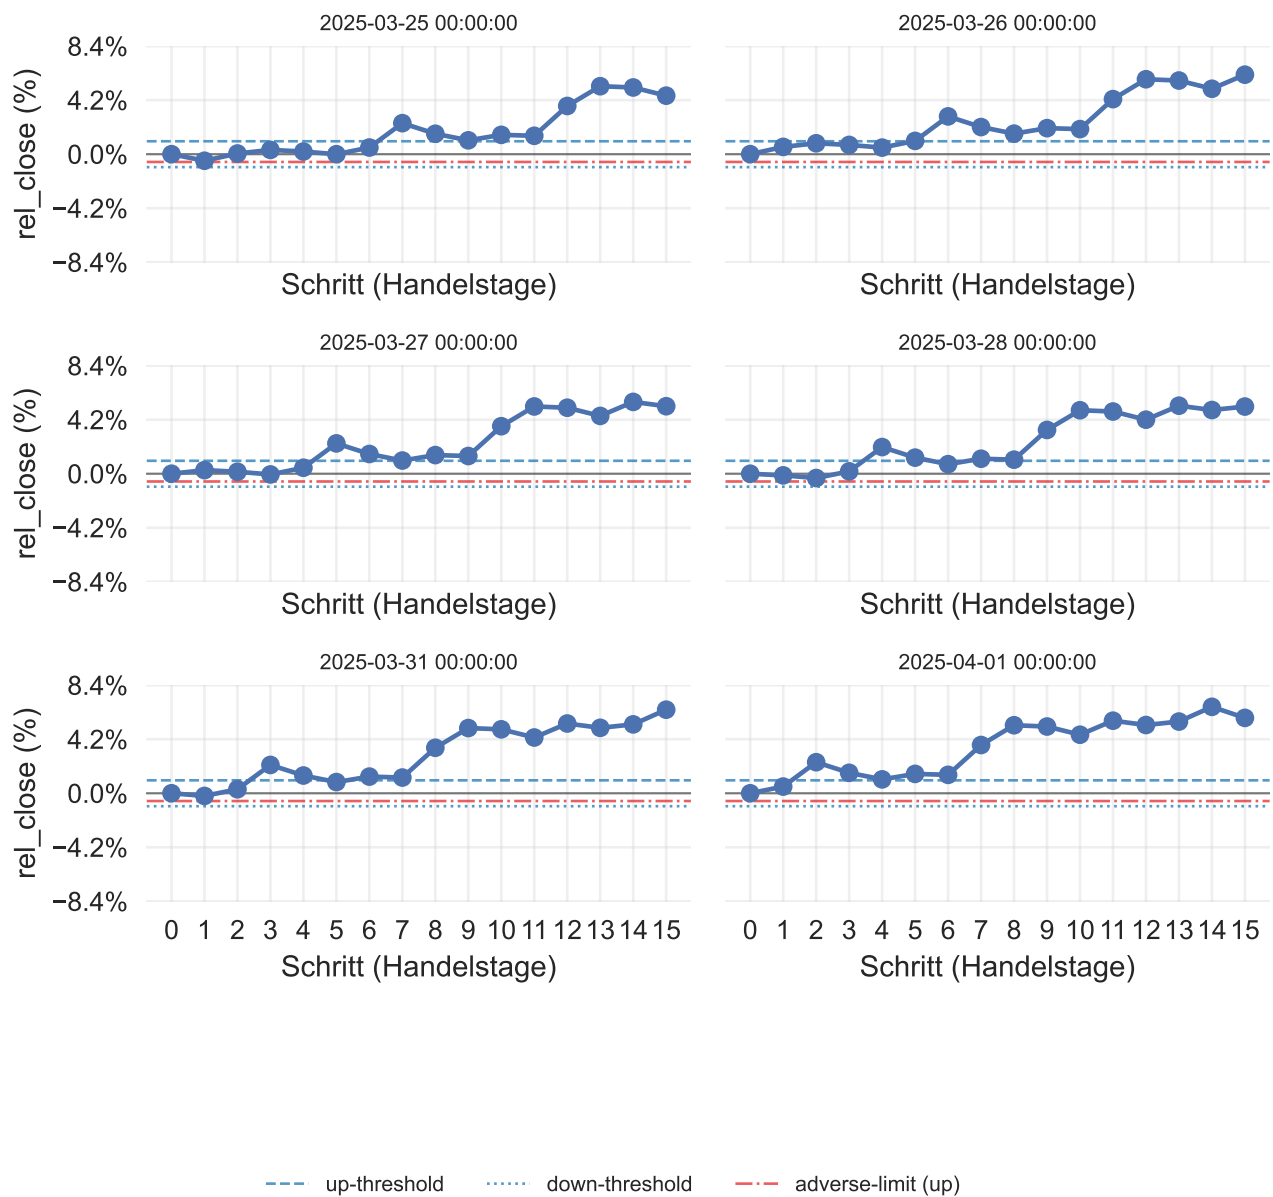 2025-03-25 00:00:00
2025-03-26 00:00:00
rel_close (%)
8.4%
4.2%
0.0%
−4.2%
−8.4%
Schritt (Handelstage)
Schritt (Handelstage)
2025-03-27 00:00:00
2025-03-28 00:00:00
rel_close (%)
8.4%
4.2%
0.0%
−4.2%
−8.4%
Schritt (Handelstage)
Schritt (Handelstage)
2025-03-31 00:00:00
2025-04-01 00:00:00
rel_close (%)
8.4%
4.2%
0.0%
−4.2%
−8.4%
0 1 2 3 4 5 6 7 8 9 10 11 12 13 14 15
0 1 2 3 4 5 6 7 8 9 10 11 12 13 14 15
Schritt (Handelstage)
Schritt (Handelstage)
up-threshold
down-threshold
adverse-limit (up)